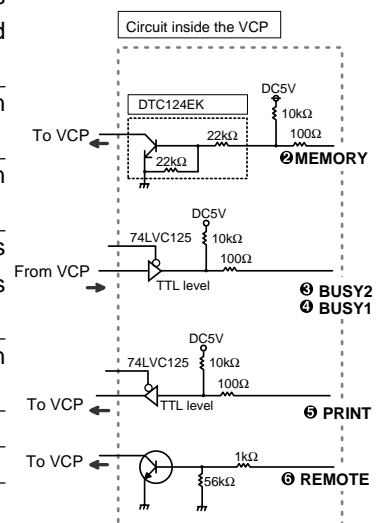 Circuit inside the VCP
DTC124EK
DC5V
10kΩ
To VCP
22kΩ
100Ω
❷MEMORY
22kΩ
DC5V
74LVC125
10kΩ
100Ω
From VCP
TTL level
❸ BUSY2
❹ BUSY1
DC5V
74LVC125
10kΩ
100Ω
To VCP
TTL level
❺ PRINT
To VCP
1kΩ
56kΩ
❻ REMOTE